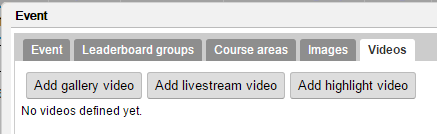 Event
Event Leaderboard groups Course areas Images Videos
Add gallery video Add livestream video Add highlight video
No videos defined yet.